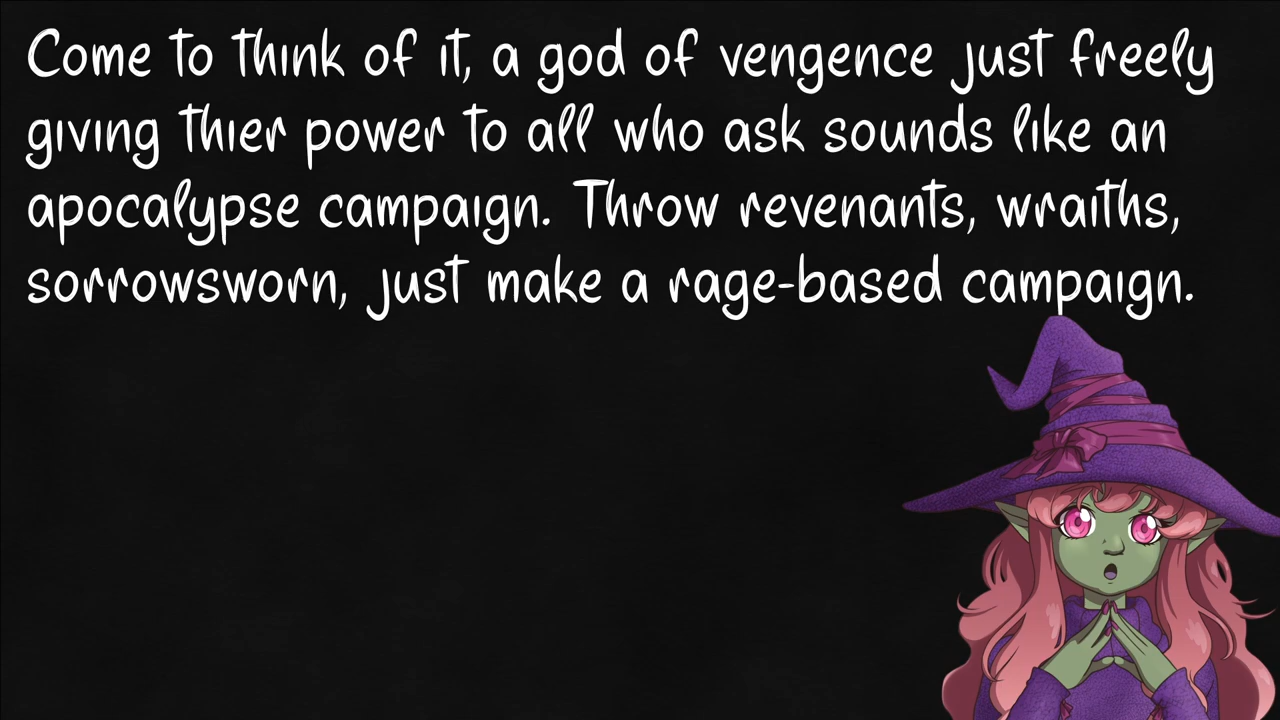 Come to think of it, a god of vengence just freely
giving thier power to all who ask sounds like an
apocalypse campaign. Throw revenants, wraiths,
sorrowsworn, just make a rage-based campaign.